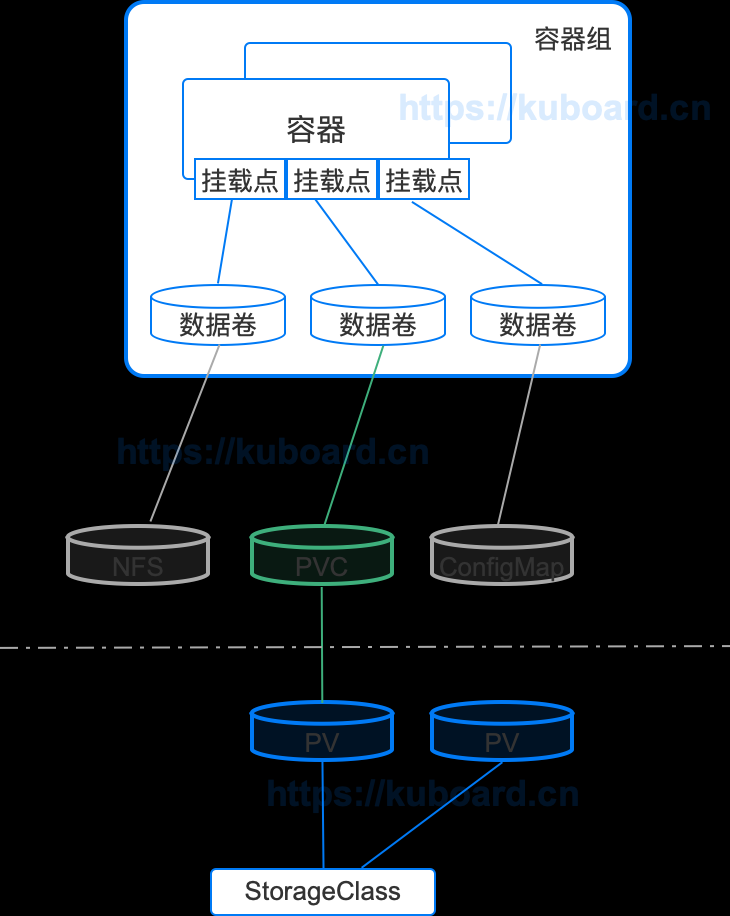 容器组
https://kuboard.cn
容器
挂载点 挂载点 挂载点
数据卷 数据卷 数据卷
https://kuboard.cn
NFS PVC ConfigMap
PV PV
https://kuboard.cn
StorageClass